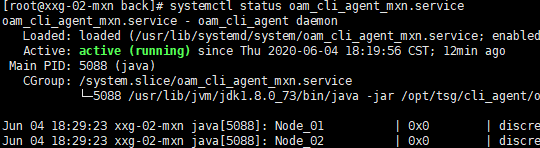 [root@xxg-02-mxn back]# systemctl status oam_cli_agent_mxn.service
oam_cli_agent_mxn.service - oam_cli_agent daemon
Loaded: loaded (/usr/lib/systemd/system/oam_cli_agent_mxn.service; enabled
Active: active (running) since Thu 2020-06-04 18:19:56 CST; 12min ago
Main PID: 5088 (java)
CGroup: /system.slice/oam_cli_agent_mxn.service
└─5088 /usr/lib/jvm/jdk1.8.0_73/bin/java -jar /opt/tsg/cli_agent/o
Jun 04 18:29:23 xxg-02-mxn java[5088]: Node_01 | 0x0 | discre
Jun 04 18:29:23 xxg-02-mxn java[5088]: Node_02 | 0x0 | discre